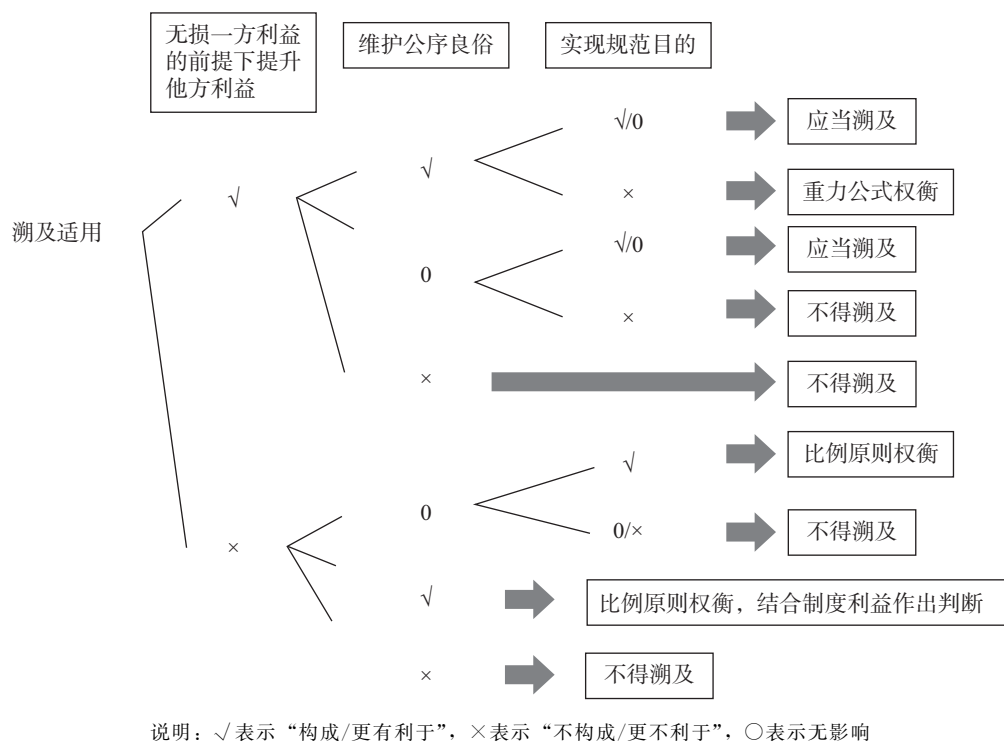 无损一方利益
的前提下提升
他方利益
维护公序良俗
实现规范目的
溯及适用
√
√
√/0
应当溯及
×
重力公式权衡
0
√/0
应当溯及
×
不得溯及
×
不得溯及
×
0
√
比例原则权衡
0/×
不得溯及
√
比例原则权衡，结合制度利益作出判断
×
不得溯及
说明：√表示“构成/更有利于”，×表示“不构成/更不利于”，〇表示无影响